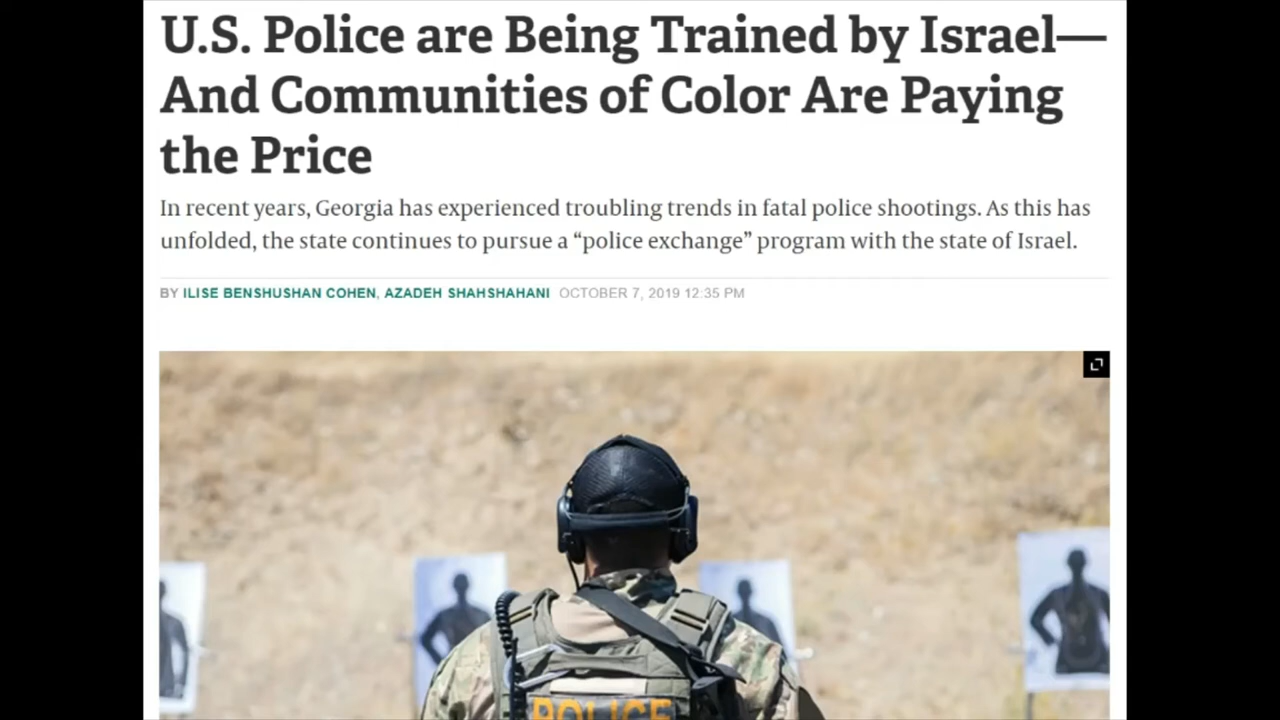 U.S. Police are Being Trained by Israel—
And Communities of Color Are Paying
the Price
In recent years, Georgia has experienced troubling trends in fatal police shootings. As this has
unfolded, the state continues to pursue a “police exchange” program with the state of Israel.
BY ILISE BENSHUSHAN COHEN, AZADEH SHAHSHAHANI OCTOBER 7, 2019 12:35 PM
POLICE